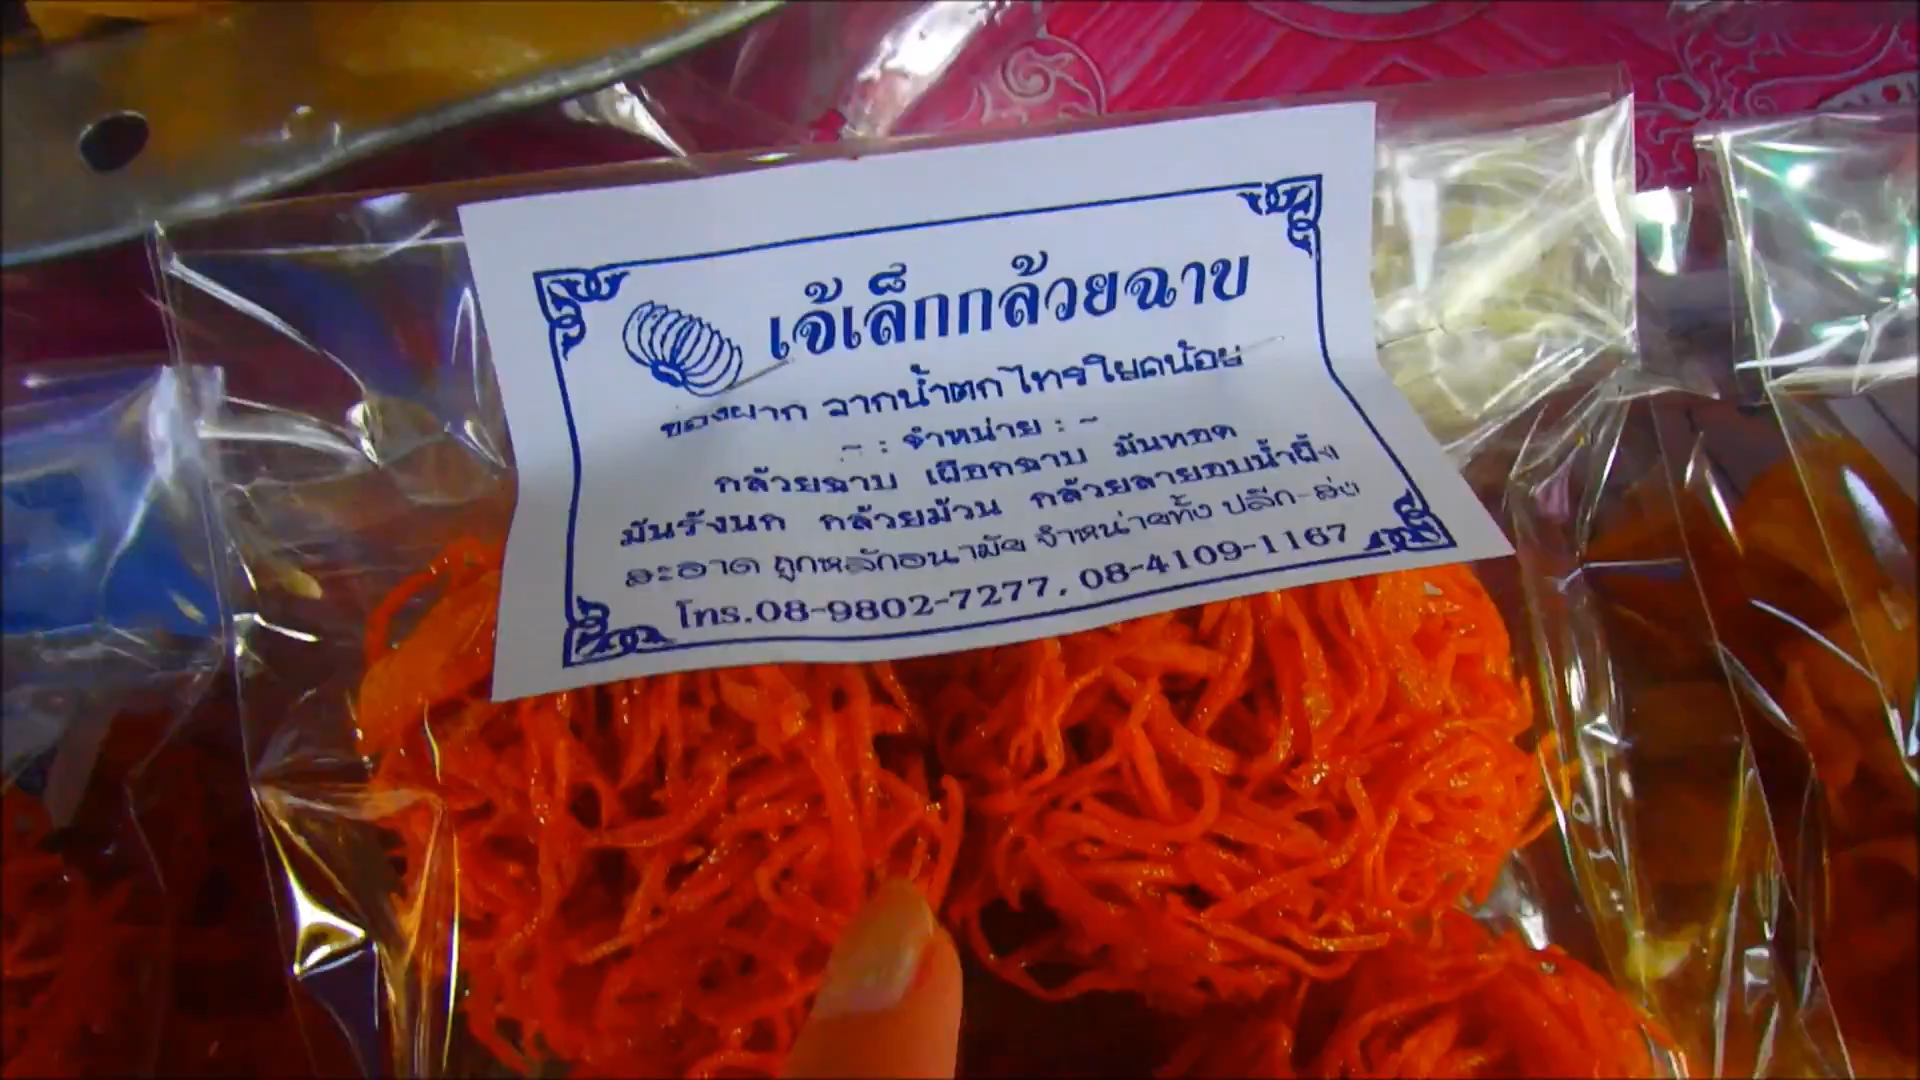 เจ้เล็กกล้วยฉาบ
ของฝาก จากน้ำตกไทรโยคน้อย
-: จำหน่าย :-
กล้วยฉาบ เผือกฉาบ มันทอด
มันรังนก กล้วยม้วน กล้วยลายอบน้ำผึ้ง
สะอาด ถูกหลักอนามัย จำหน่ายทั้ง ปลีก-ส่ง
โทร.08-9802-7277, 08-4109-1167